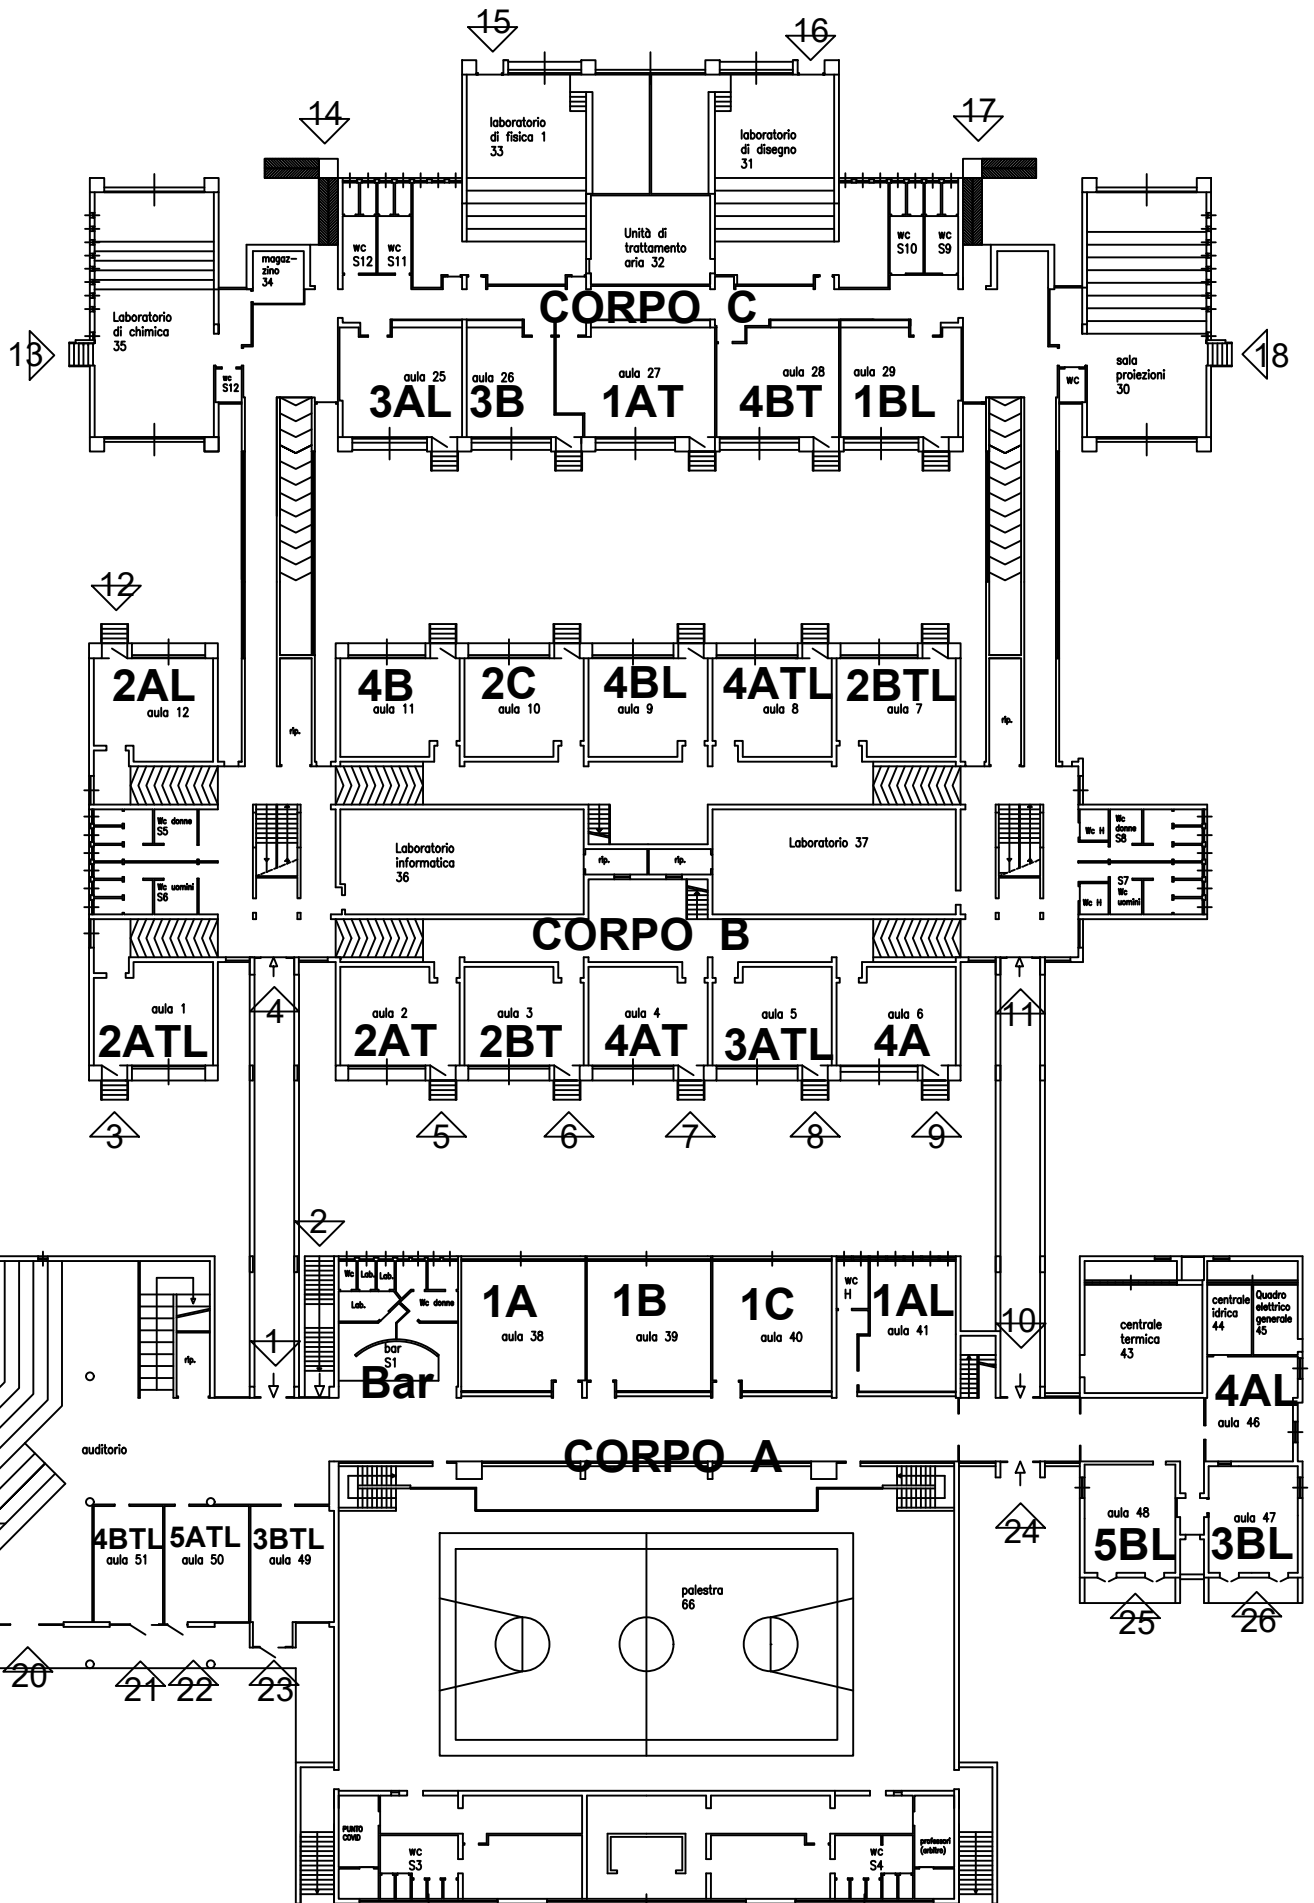 15
16
14
17
laboratorio
di fisica 1
33
laboratorio
di disegno
31
Unità di
trattamento
aria 32
wc
S12
wc
S11
wc
S10
wc
S9
magaz-
zino
34
CORPO C
Laboratorio
di chimica
35
13
18
wc
S12
wc
sala
proiezioni
30
aula 25
3AL
aula 26
3B
aula 27
1AT
aula 28
4BT
aula 29
1BL
12
2AL
aula 12
rip.
4B
aula 11
2C
aula 10
4BL
aula 9
4ATL
aula 8
2BTL
aula 7
rip.
Wc donne
S5
Wc uomini
S6
Laboratorio
informatica
36
rip.
rip.
Laboratorio 37
Wc H
Wc
donne
S8
Wc H
S7
Wc
uomini
CORPO B
aula 1
2ATL
4
aula 2
2AT
aula 3
2BT
aula 4
4AT
aula 5
3ATL
aula 6
4A
11
3
5
6
7
8
9
2
1
rip.
Wc
Lab.
Lab.
Lab.
Wc donne
bar
S1
Bar
1A
aula 38
1B
aula 39
1C
aula 40
WC
H
1AL
aula 41
10
centrale
termica
43
centrale
idrica
44
Quadro
elettrico
generale
45
4AL
aula 46
auditorio
CORPO A
4BTL
aula 51
5ATL
aula 50
3BTL
aula 49
24
aula 48
5BL
aula 47
3BL
25
26
palestra
66
20
21
22
23
PUNTO
COVID
WC
S3
WC
S4
professori
(arbitro)